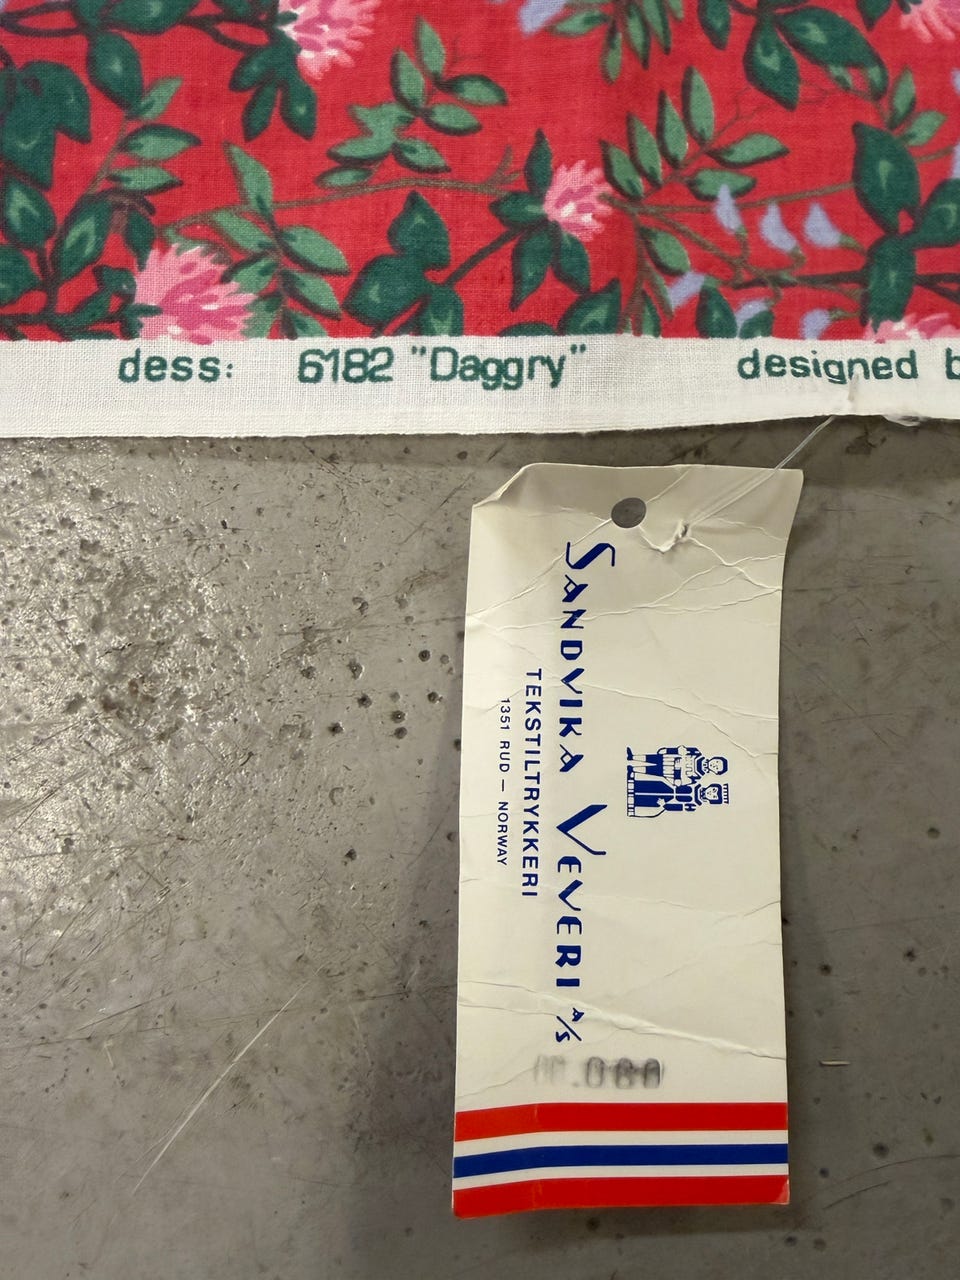 dess: 6182 "Daggry" designed b
SANDVIKA VEVERI A/S
TEKSTILTRYKKERI
1351 RUD — NORWAY